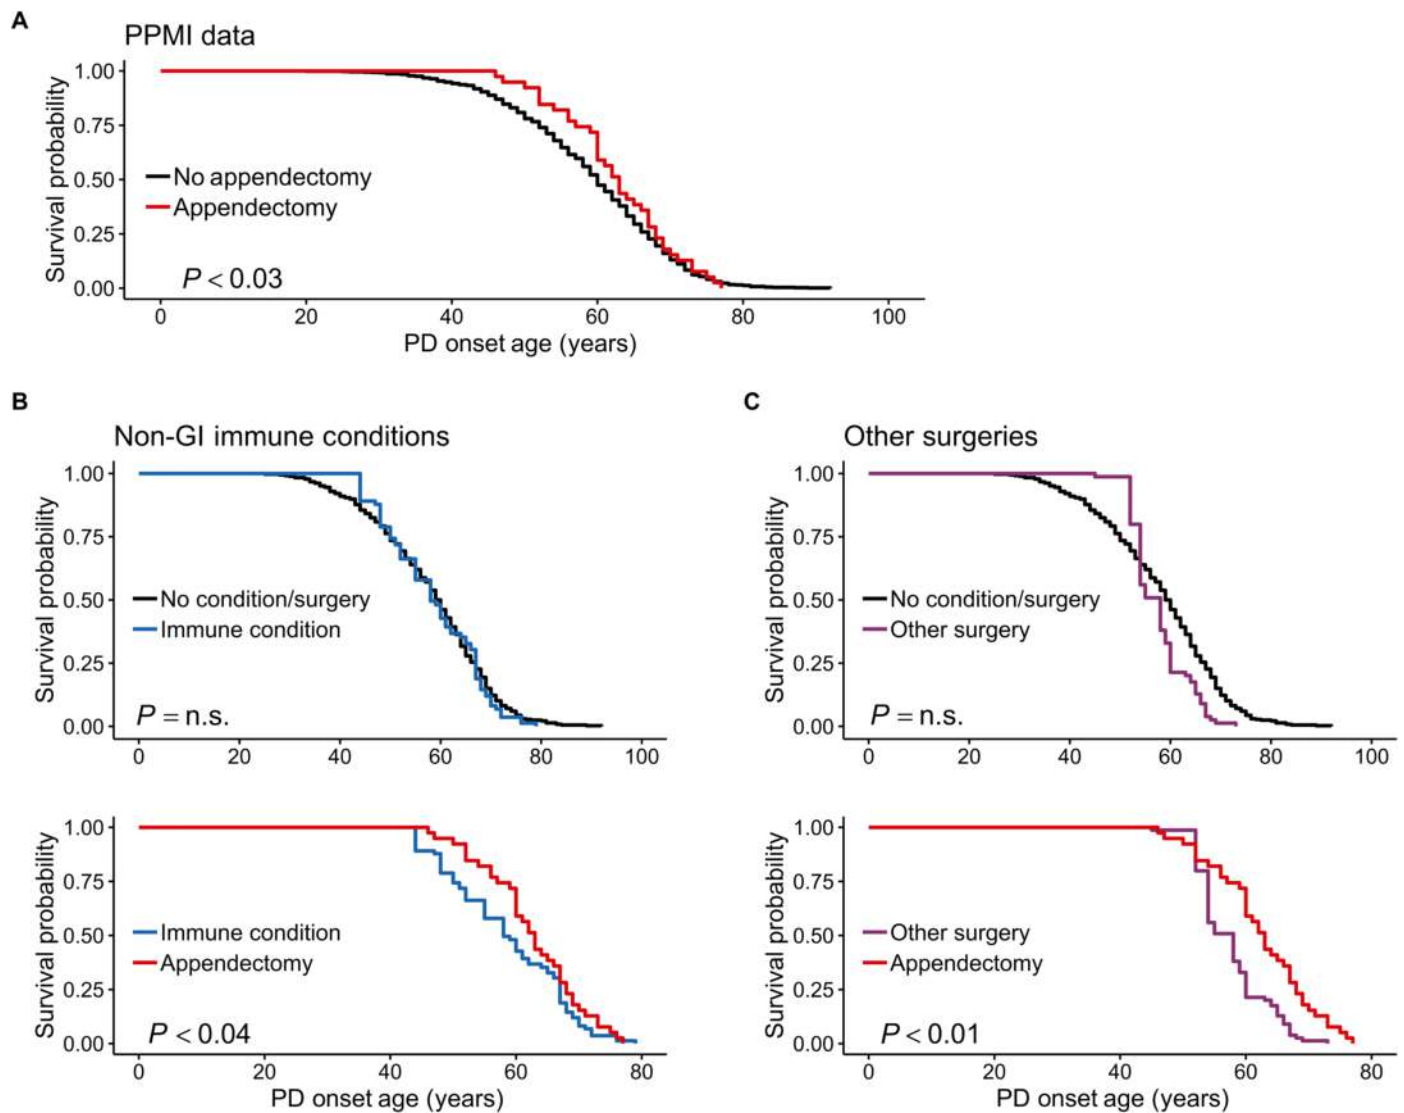 A
PPMI data
Survival probability
1.00
0.75
0.50
0.25
0.00
No appendectomy
Appendectomy
P < 0.03
0 20 40 60 80 100
PD onset age (years)
B
Non-GI immune conditions
Survival probability
1.00
0.75
0.50
0.25
0.00
No condition/surgery
Immune condition
P = n.s.
0 20 40 60 80 100
Survival probability
1.00
0.75
0.50
0.25
0.00
Immune condition
Appendectomy
P < 0.04
0 20 40 60 80
PD onset age (years)
C
Other surgeries
Survival probability
1.00
0.75
0.50
0.25
0.00
No condition/surgery
Other surgery
P = n.s.
0 20 40 60 80 100
Survival probability
1.00
0.75
0.50
0.25
0.00
Other surgery
Appendectomy
P < 0.01
0 20 40 60 80
PD onset age (years)